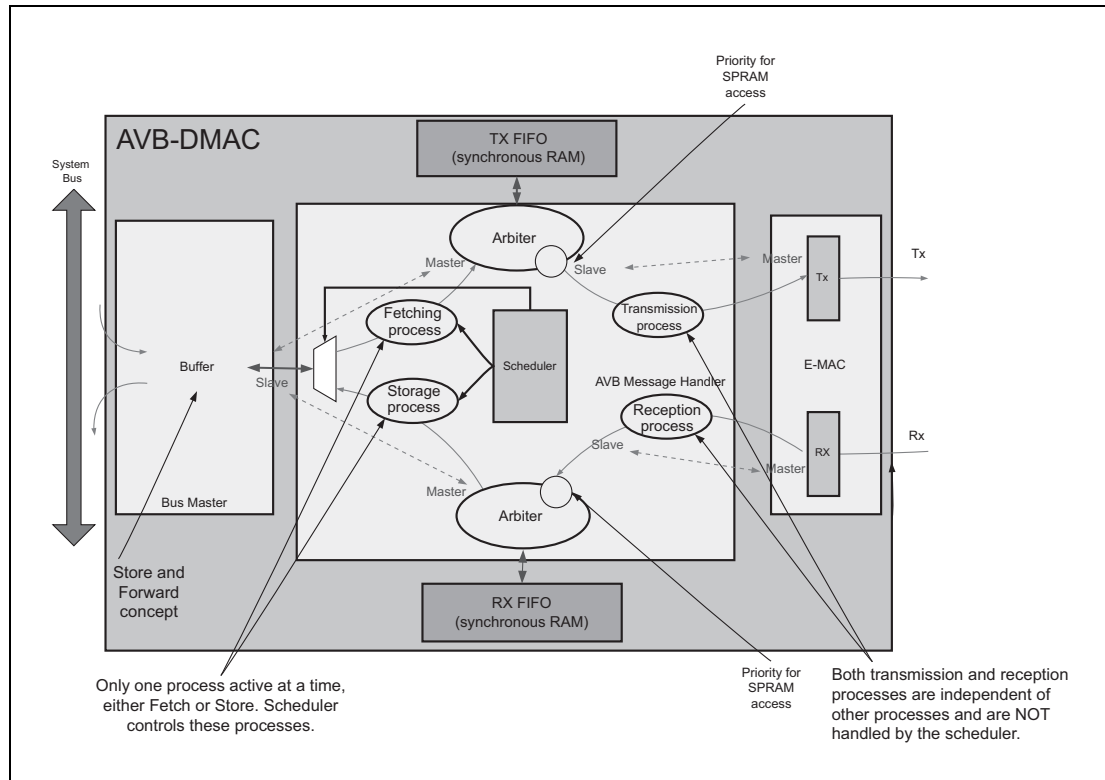 Priority for
SPRAM
access
AVB-DMAC
TX FIFO
(synchronous RAM)
System
Bus
Arbiter
Master
Slave
Master
Tx
Tx
Fetching
process
Transmission
process
Buffer
Slave
Scheduler
E-MAC
AVB Message Handler
Storage
process
Reception
process
Slave
RX
Rx
Master
Master
Arbiter
Bus Master
Store and
Forward
concept
RX FIFO
(synchronous RAM)
Only one process active at a time,
either Fetch or Store. Scheduler
controls these processes.
Priority for
SPRAM
access
Both transmission and reception
processes are independent of
other processes and are NOT
handled by the scheduler.